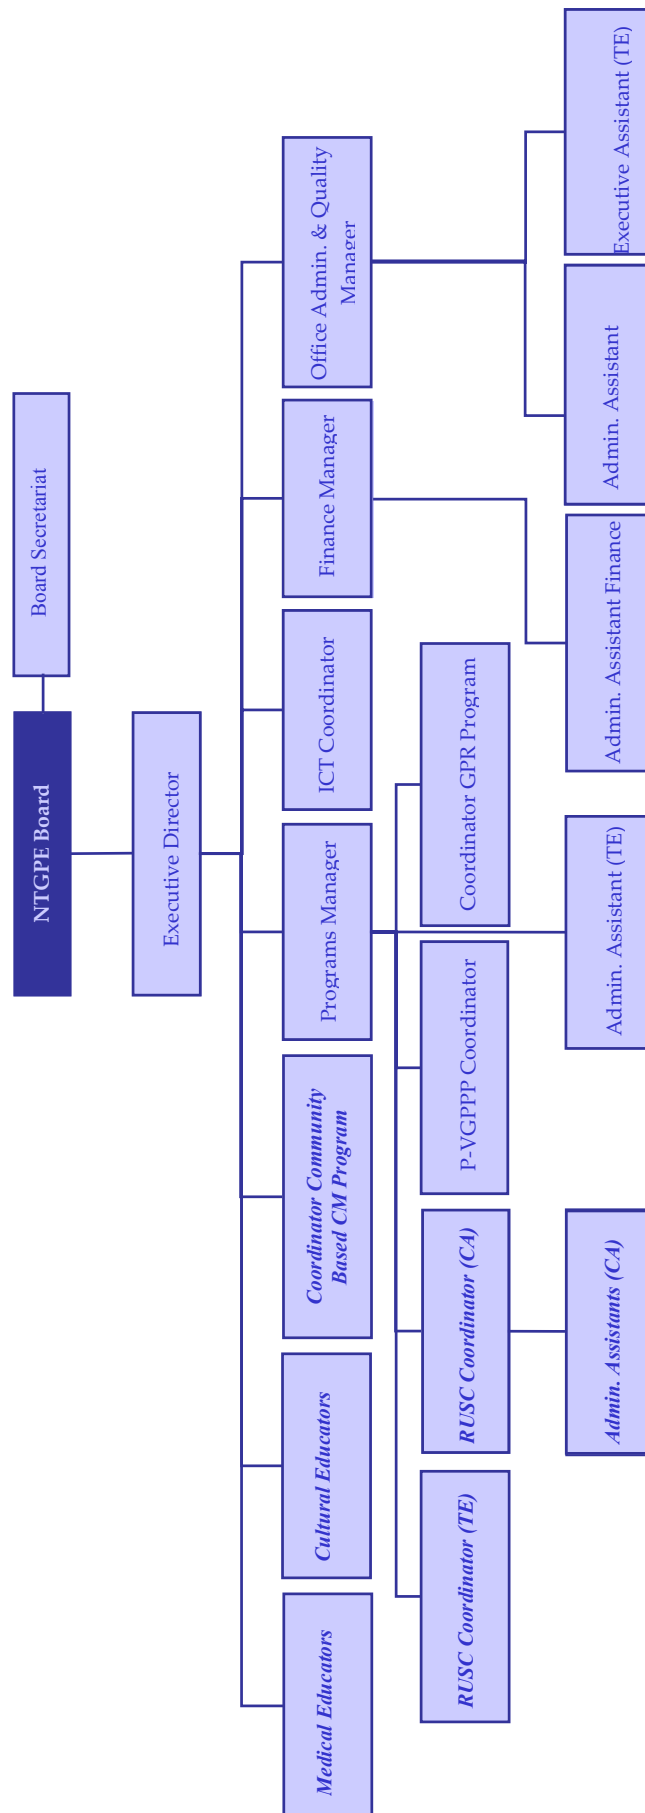 NTGPE Board
Board Secretariat
Executive Director
Medical Educators
Cultural Educators
Coordinator Community
Based CM Program
Programs Manager
ICT Coordinator
Finance Manager
Office Admin. & Quality
Manager
RUSC Coordinator (TE)
RUSC Coordinator (CA)
P-VGPPP Coordinator
Coordinator GPR Program
Admin. Assistants (CA)
Admin. Assistant (TE)
Admin. Assistant Finance
Admin. Assistant
Executive Assistant (TE)